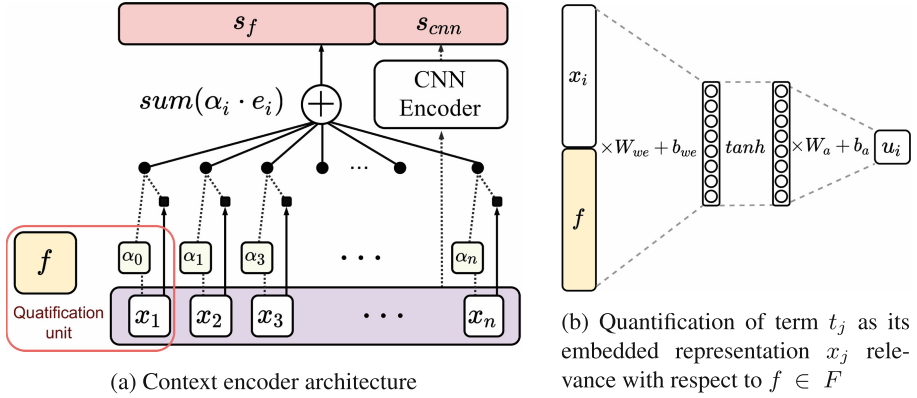 s_f
s_cnn
sum(α_i · e_i)
+
CNN
Encoder
...
α_0
α_1
α_3
. . .
α_n
f
Quatification
unit
x_1
x_2
x_3
. . .
x_n
(a) Context encoder architecture
x_i
f
×W_we + b_we
tanh
×W_a + b_a
u_i
(b) Quantification of term t_j as its
embedded representation x_j rele-
vance with respect to f ∈ F